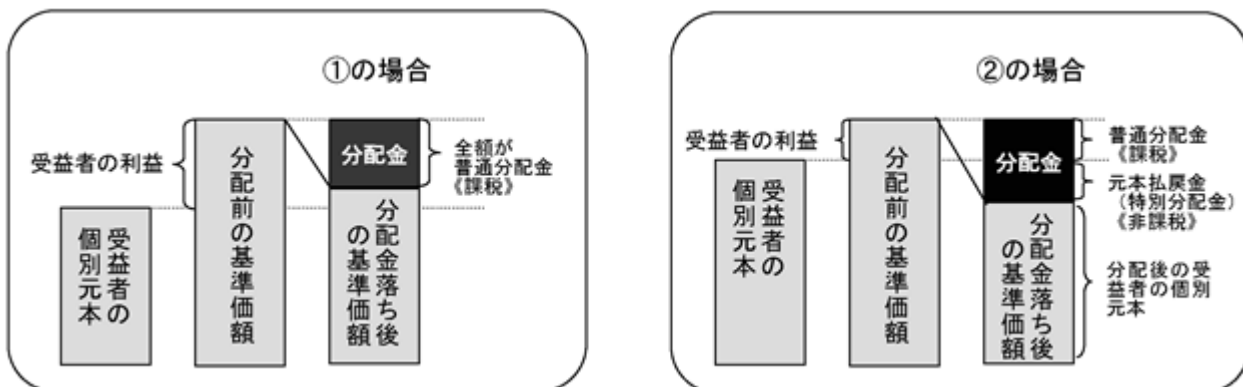 ①の場合
受益者の利益
受益者の
個別元本
分配前の基準価額
分配金
全額が
普通分配金
《課税》
分配金落ち後
の基準価額
②の場合
受益者の利益
受益者の
個別元本
分配前の基準価額
分配金
普通分配金
《課税》
元本払戻金
(特別分配金)
《非課税》
分配金落ち後
の基準価額
分配後の受
益者の個別
元本